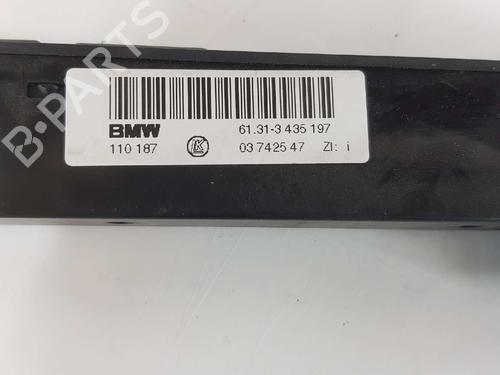 BMW 61.31-3 435 197
110 187 K 03 7425 47 ZI: i
B-PARTS